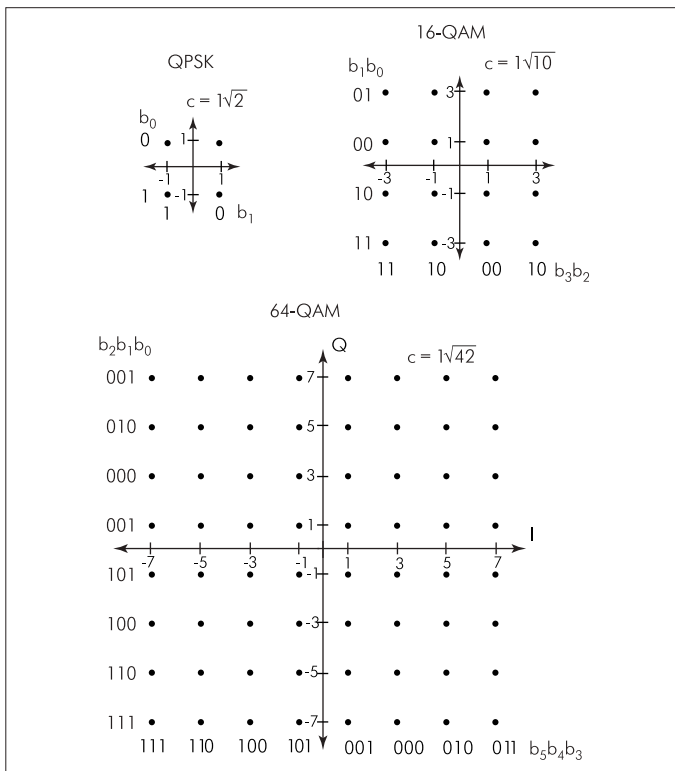 16-QAM
QPSK
b₁b₀
c = 1√10
c = 1√2
01
3
b₀
0
1
00
1
-3 -1 1 3
-1 1
10
-1
1
-1
1 0 b₁
11
-3
11 10 00 10 b₃b₂
64-QAM
b₂b₁b₀
Q
c = 1√42
001 7
010 5
000 3
001 1
I
-7 -5 -3 -1 1 3 5 7
101 -1
100 -3
110 -5
111 -7
111 110 100 101 001 000 010 011 b₅b₄b₃